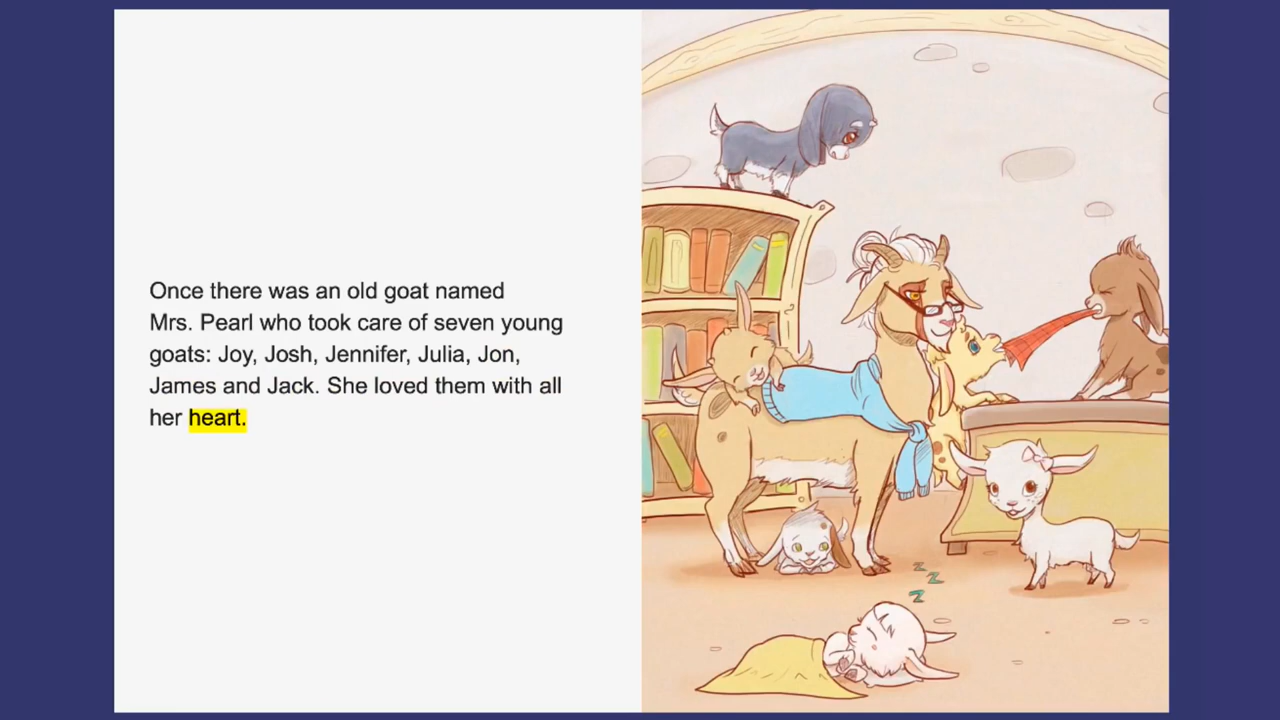 Once there was an old goat named
Mrs. Pearl who took care of seven young
goats: Joy, Josh, Jennifer, Julia, Jon,
James and Jack. She loved them with all
her heart.
z
z
z